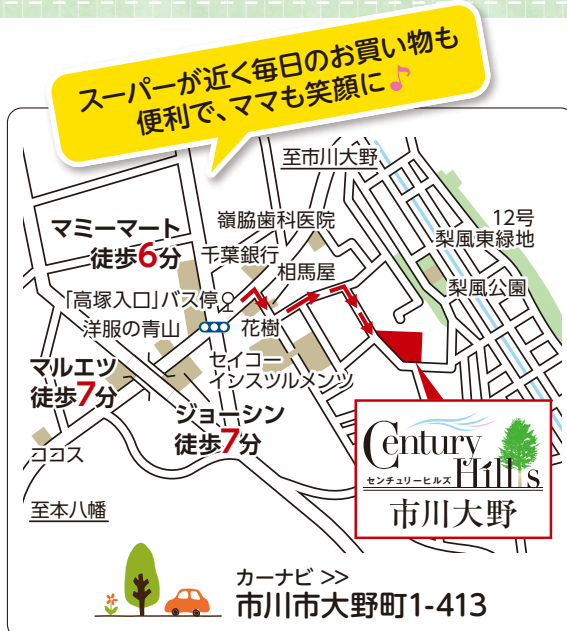 スーパーが近く毎日のお買い物も
便利で、ママも笑顔に♪
至市川大野
マミーマート
徒歩6分
嶺脇歯科医院
千葉銀行
相馬屋
12号
梨風東緑地
梨風公園
「高塚入口」バス停
洋服の青山
花樹
セイコー
インスツルメンツ
マルエツ
徒歩7分
ジョーシン
徒歩7分
ココス
至本八幡
Century
Hills
センチュリーヒルズ
市川大野
カーナビ >>
市川市大野町1-413